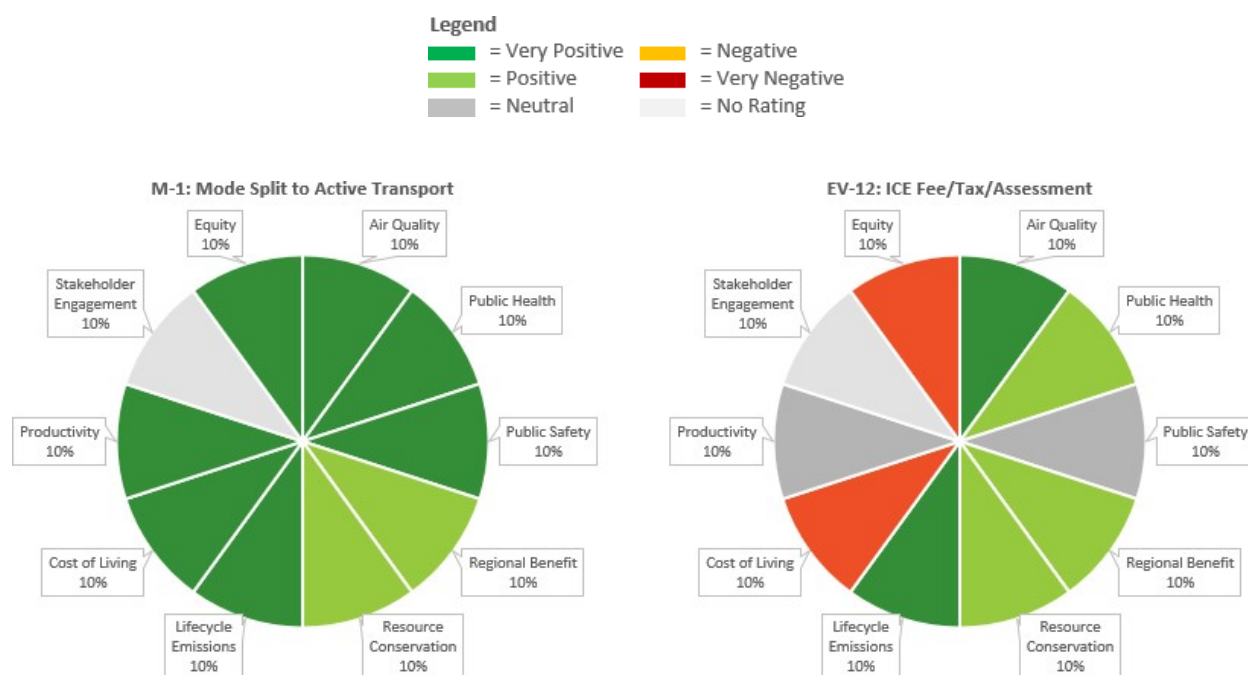 Legend
= Very Positive
= Negative
= Positive
= Very Negative
= Neutral
= No Rating
M-1: Mode Split to Active Transport
Equity
10%
Air Quality
10%
Stakeholder
Engagement
10%
Public Health
10%
Productivity
10%
Public Safety
10%
Cost of Living
10%
Regional Benefit
10%
Lifecycle
Emissions
10%
Resource
Conservation
10%
EV-12: ICE Fee/Tax/Assessment
Equity
10%
Air Quality
10%
Stakeholder
Engagement
10%
Public Health
10%
Productivity
10%
Public Safety
10%
Cost of Living
10%
Regional Benefit
10%
Lifecycle
Emissions
10%
Resource
Conservation
10%